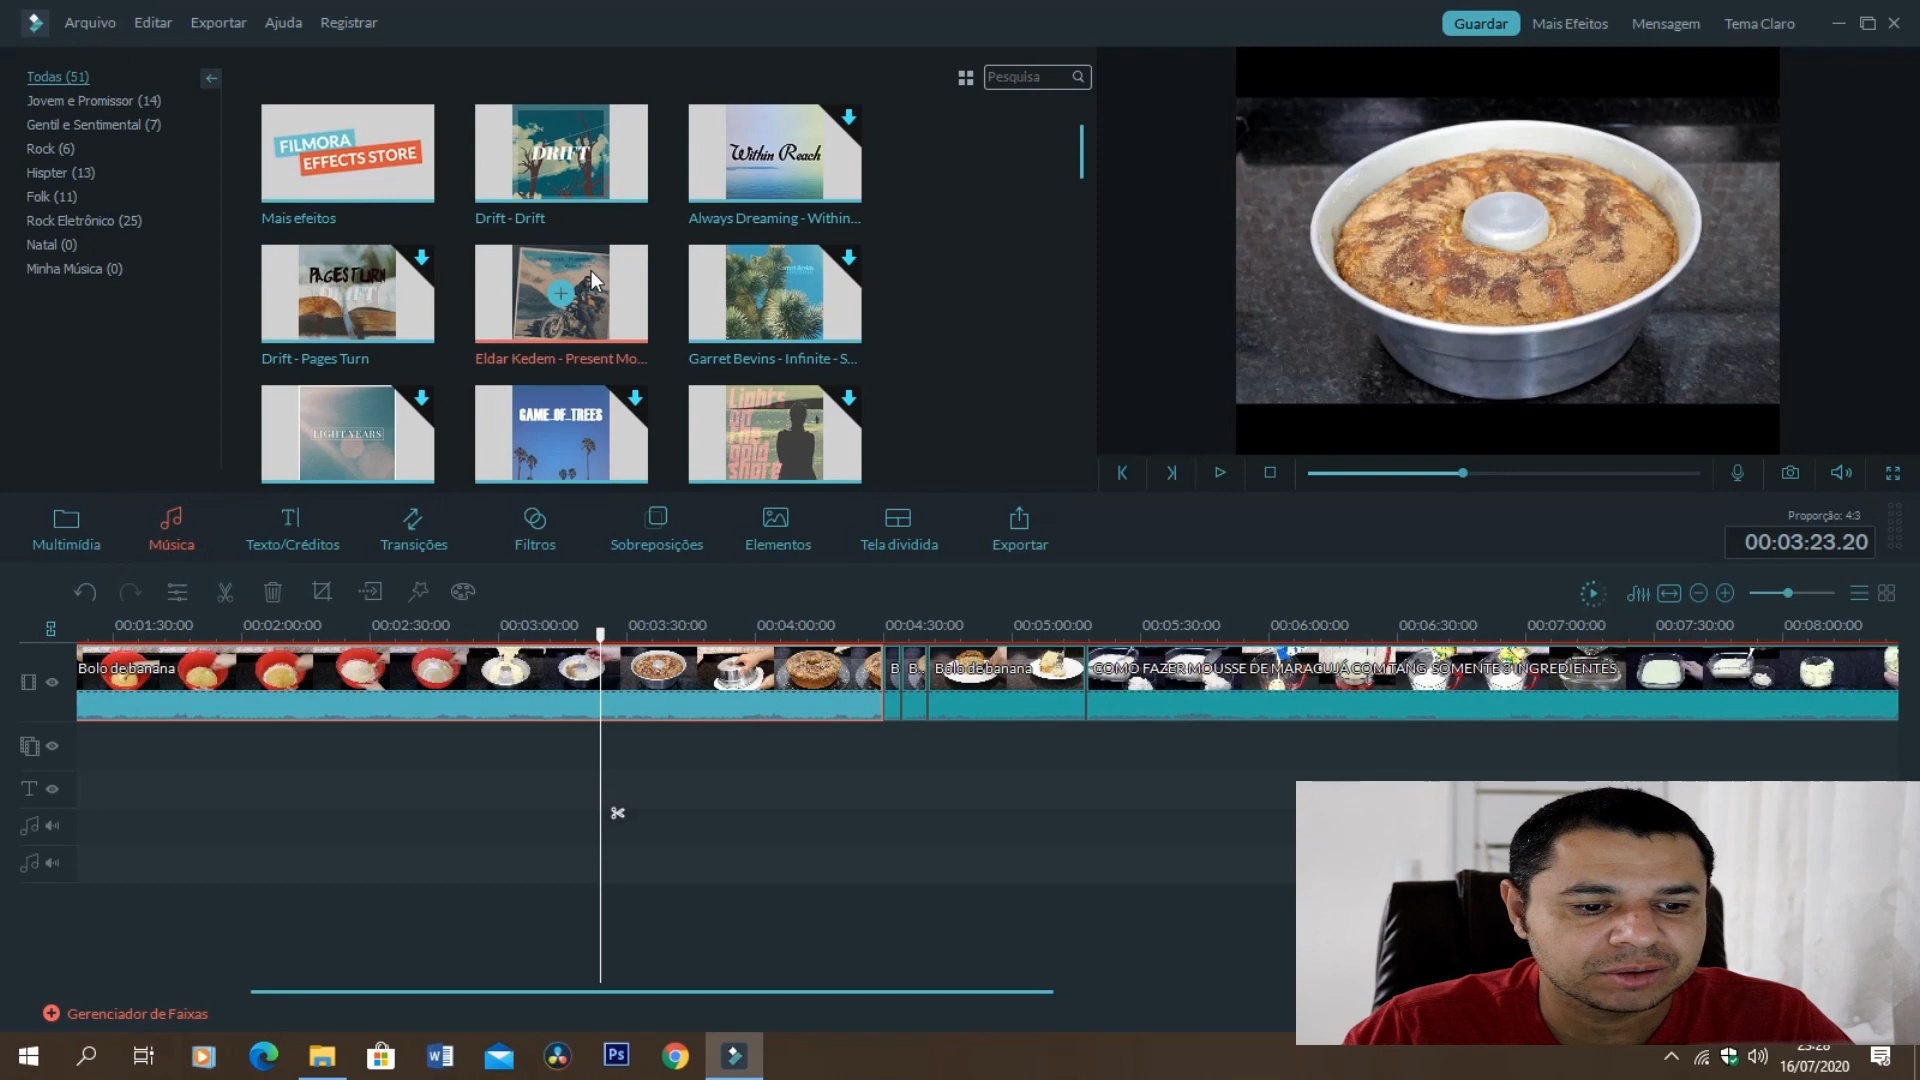 Arquivo Editar Exportar Ajuda Registrar
Guardar Mais Efeitos Mensagem Tema Claro
Todas (51)
Jovem e Promissor (14)
Gentil e Sentimental (7)
Rock (6)
Hispter (13)
Folk (11)
Rock Eletrônico (25)
Natal (0)
Minha Música (0)
Pesquisa
FILMORA
EFFECTS STORE
DRIFT
Within Reach
Mais efeitos
Drift - Drift
Always Dreaming - Within...
PAGES TURN
DRIFT
Drift - Pages Turn
Eldar Kedem - Present Mo...
Garret Bevins - Infinite - S...
LIGHT YEARS
GAME OF TREES
Lights
at the
gold
shore
Multimídia Música Texto/Créditos Transições Filtros Sobreposições Elementos Tela dividida Exportar
Proporção: 4:3
00:03:23.20
00:01:30:00 00:02:00:00 00:02:30:00 00:03:00:00 00:03:30:00 00:04:00:00 00:04:30:00 00:05:00:00 00:05:30:00 00:06:00:00 00:06:30:00 00:07:00:00 00:07:30:00 00:08:00:00
Bolo de banana B B... Bolo de banana COMO FAZER MOUSSE DE MARACUJÁ COM TANG SOMENTE 3 INGREDIENTES
Gerenciador de Faixas
Ps
16/07/2020